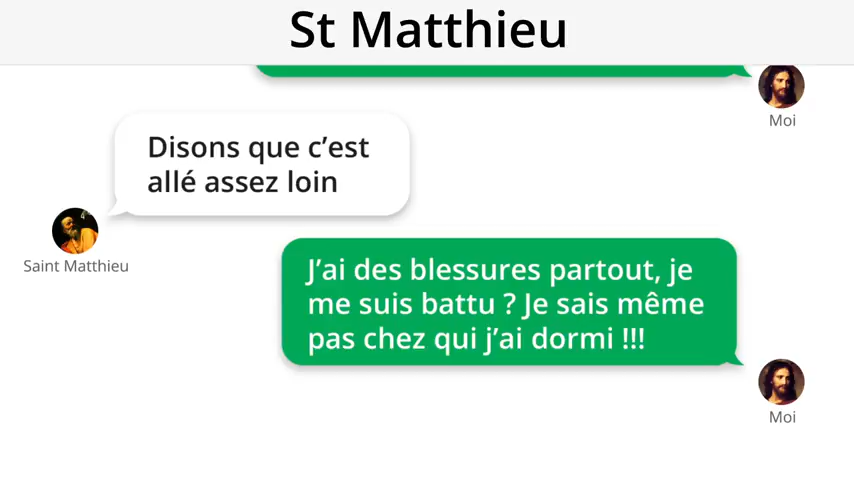 St Matthieu
Moi
Disons que c’est
allé assez loin
Saint Matthieu
J’ai des blessures partout, je
me suis battu ? Je sais même
pas chez qui j’ai dormi !!!
Moi